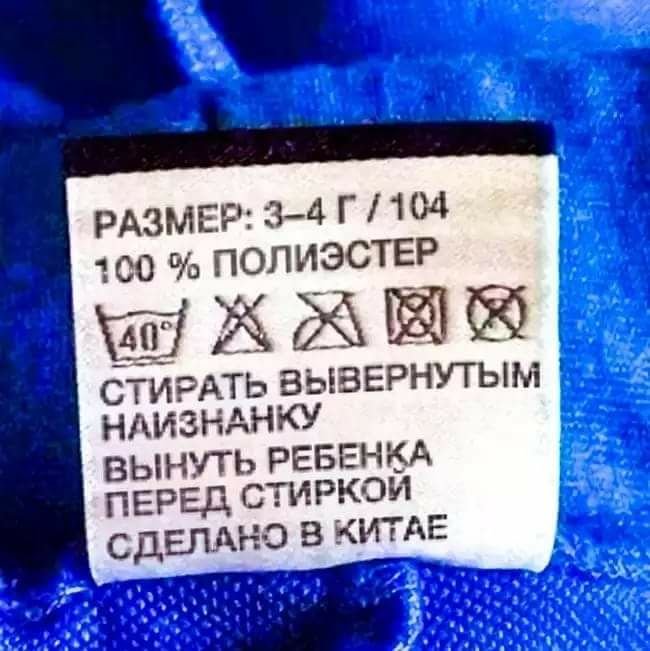 РАЗМЕР: 3–4 Г / 104
100 % ПОЛИЭСТЕР
40°
СТИРАТЬ ВЫВЕРНУТЫМ
НАИЗНАНКУ
ВЫНУТЬ РЕБЕНКА
ПЕРЕД СТИРКОЙ
СДЕЛАНО В КИТАЕ